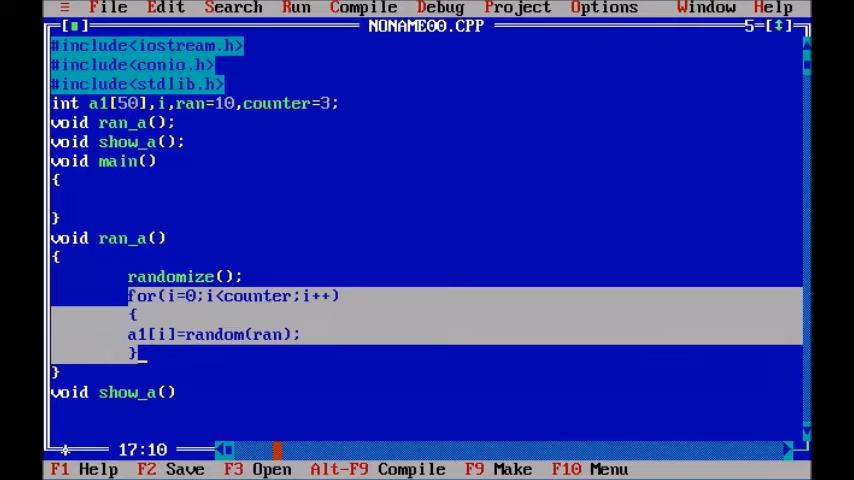 ≡ File Edit Search Run Compile Debug Project Options Window Help
[■] NONAME00.CPP 5=[↕]
#include<iostream.h>
#include<conio.h>
#include<stdlib.h>
int a1[50],i,ran=10,counter=3;
void ran_a();
void show_a();
void main()
{
}
void ran_a()
{
randomize();
for(i=0;i<counter;i++)
{
a1[i]=random(ran);
}
}
void show_a()
17:10
F1 Help F2 Save F3 Open Alt-F9 Compile F9 Make F10 Menu